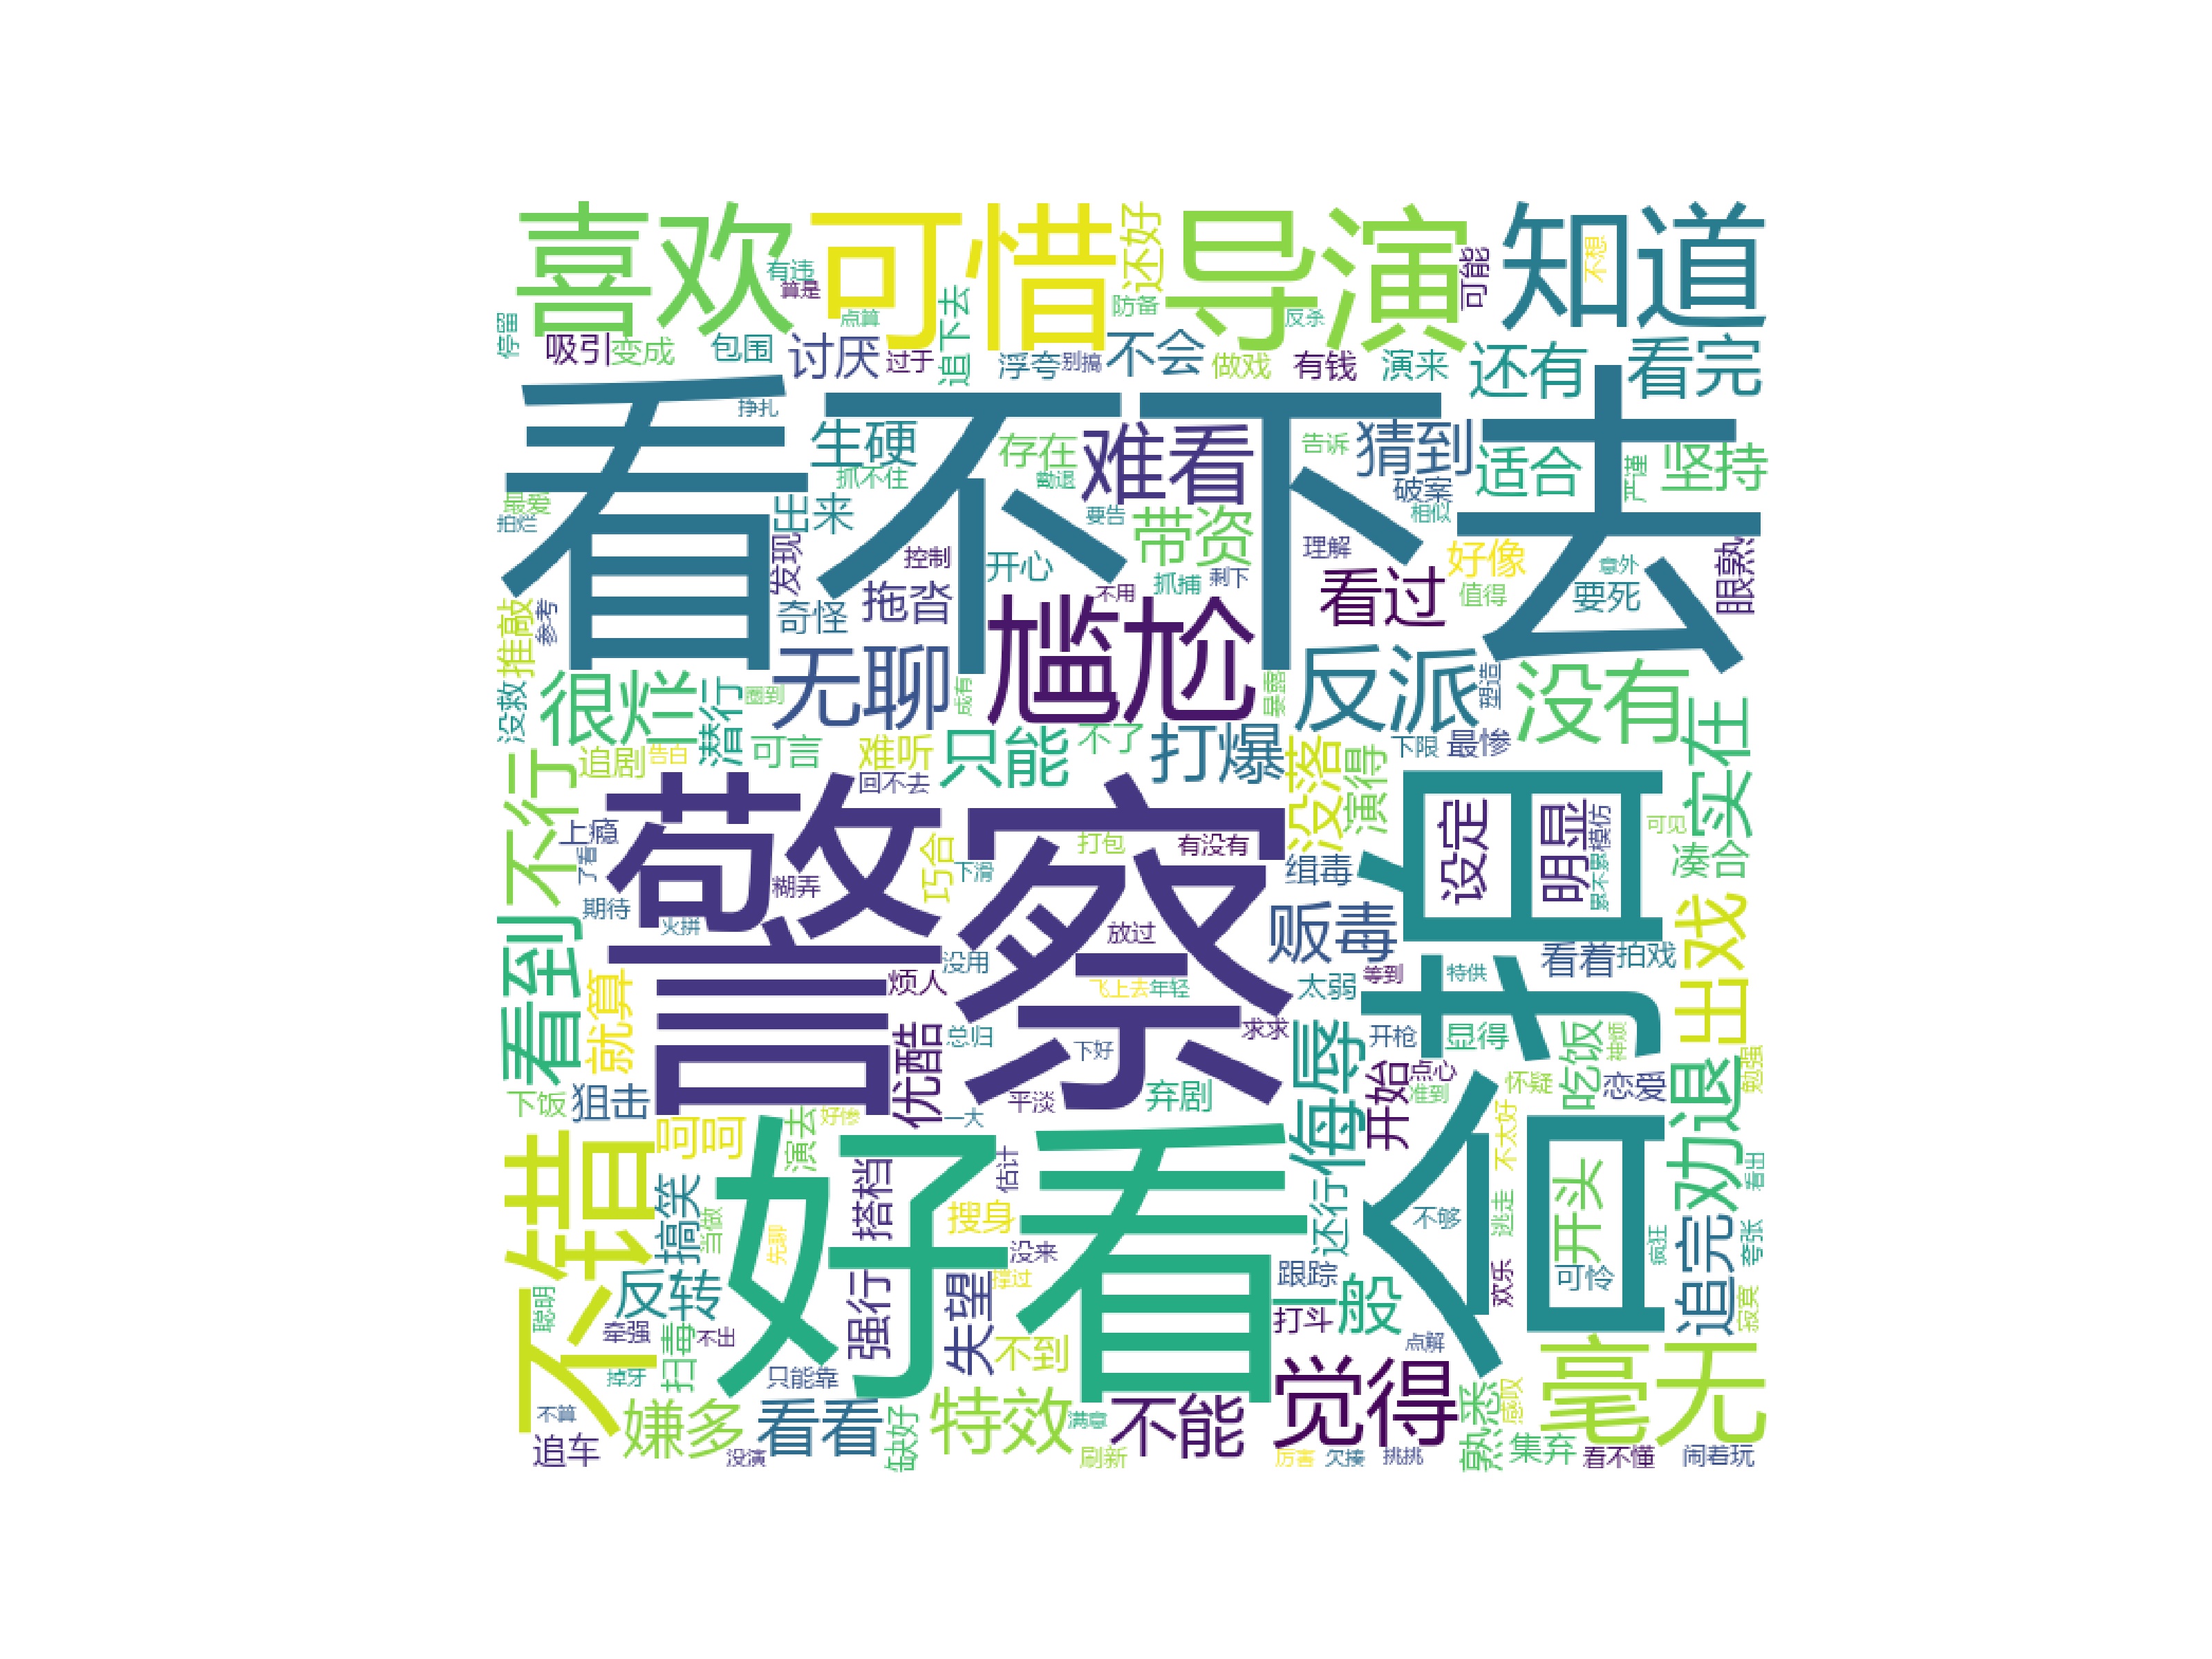 喜欢
可惜
导演
知道
还好
可能
不想
有违
算是
点算
防备
反杀
停留
吸引
变成
包围
讨厌
过于
追下去
浮夸
别搞
不会
做戏
有钱
演来
还有
看完
看不下去
挣扎
生硬
存在
难看
告诉
猜到
适合
坚持
严谨
抓不住
勘退
破案
最爱
拍烂
出来
要告
带资
相似
发现
控制
开心
理解
好像
意外
眼熟
抓捕
剩下
不用
看过
值得
要死
推敲
参考
奇怪
拖沓
尴尬
无聊
反派
塑造
没有
没救
很烂
潜行
圈到
成有
暴露
实在
追剧
告白
可言
难听
只能
不了
打爆
没落
演得
下限
最惨
不行
回不去
警察
设定
明显
模仿
累不累
可见
凑合
上瘾
了看
糊弄
巧合
打包
有没有
下滑
缉毒
期待
火拼
放过
贩毒
合拍
看着
拍戏
出戏
看到
就算
没用
烦人
飞上去
年轻
太弱
等到
特供
优酷
总归
求求
侮辱
开枪
显得
吃饭
神烦
下好
开始
点心
准到
怀疑
恋爱
劝退
勉强
下饭
狙击
平淡
弃剧
呵呵
演去
好惨
一大
不太好
不错
好看
搞笑
当做
先聊
搭档
估计
搜身
没来
撑过
还行
不够
逃走
开头
可怜
疯狂
追完
看出
夸张
寂寞
聪明
反转
强行
失望
跟踪
一般
欢乐
打斗
点解
牵强
不出
扫毒
掉牙
只能靠
不到
觉得
毫无
不算
追车
嫌多
没演
看看
缺好
特效
满意
刷新
不能
厉害
欠揍
挑挑
熟悉
感叹
集弃
看不懂
闹着玩